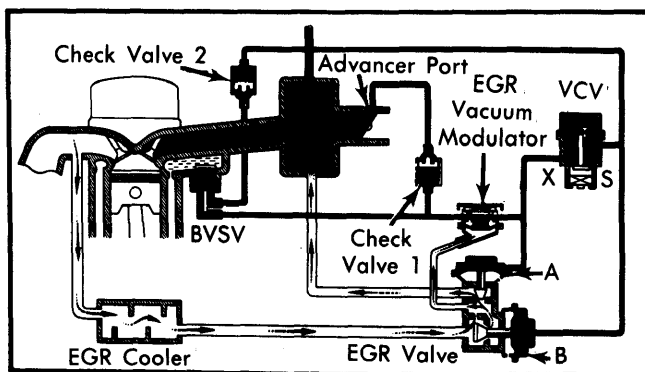 Check Valve 2
Advancer Port
EGR
Vacuum
Modulator
VCV
X
S
BVSV
Check
Valve 1
A
EGR Cooler
EGR Valve
B